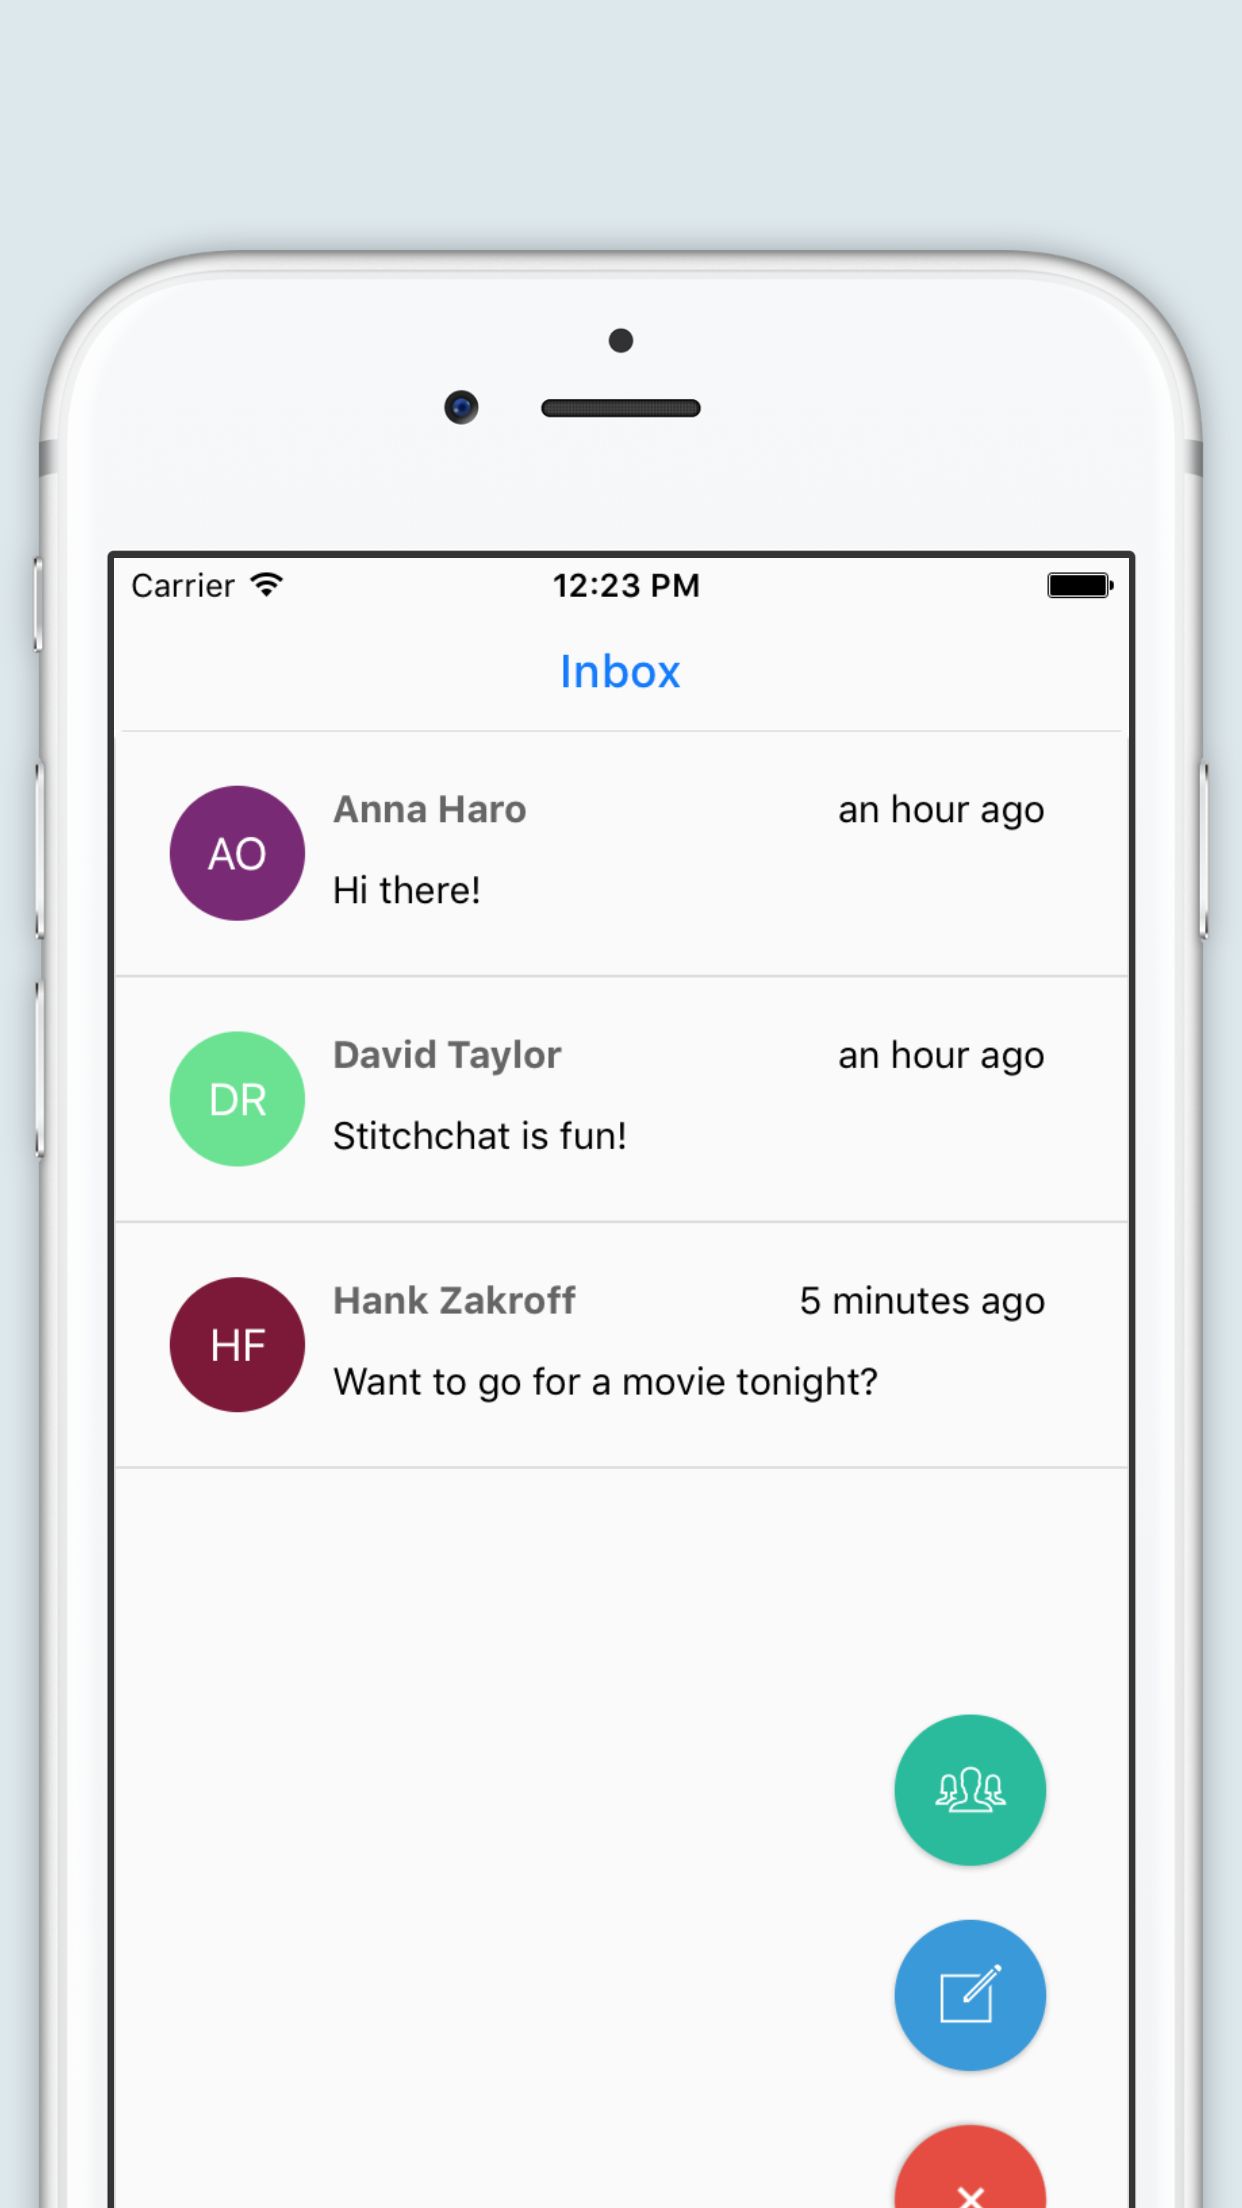 Carrier 12:23 PM
Inbox
AO Anna Haro an hour ago
Hi there!
DR David Taylor an hour ago
Stitchchat is fun!
HF Hank Zakroff 5 minutes ago
Want to go for a movie tonight?